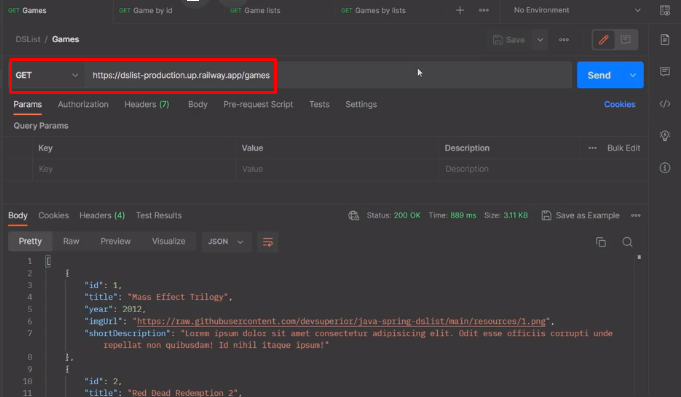 GET Games GET Game by id GET Game lists GET Games by lists No Environment
DSList / Games Save
GET https://dslist-production.up.railway.app/games Send
Params Authorization Headers (7) Body Pre-request Script Tests Settings Cookies
Query Params
Key Value Description Bulk Edit
Key Value Description
Body Cookies Headers (4) Test Results Status: 200 OK Time: 889 ms Size: 3.11 KB Save as Example
Pretty Raw Preview Visualize JSON
1 [
2 {
3 "id": 1,
4 "title": "Mass Effect Trilogy",
5 "year": 2012,
6 "imgUrl": "https://raw.githubusercontent.com/devsuperior/java-spring-dslist/main/resources/1.png",
7 "shortDescription": "Lorem ipsum dolor sit amet consectetur adipisicing elit. Odit esse officiis corrupti unde
repellat non quibusdam! Id nihil itaque ipsum!"
8 },
9 {
10 "id": 2,
11 "title": "Red Dead Redemption 2",